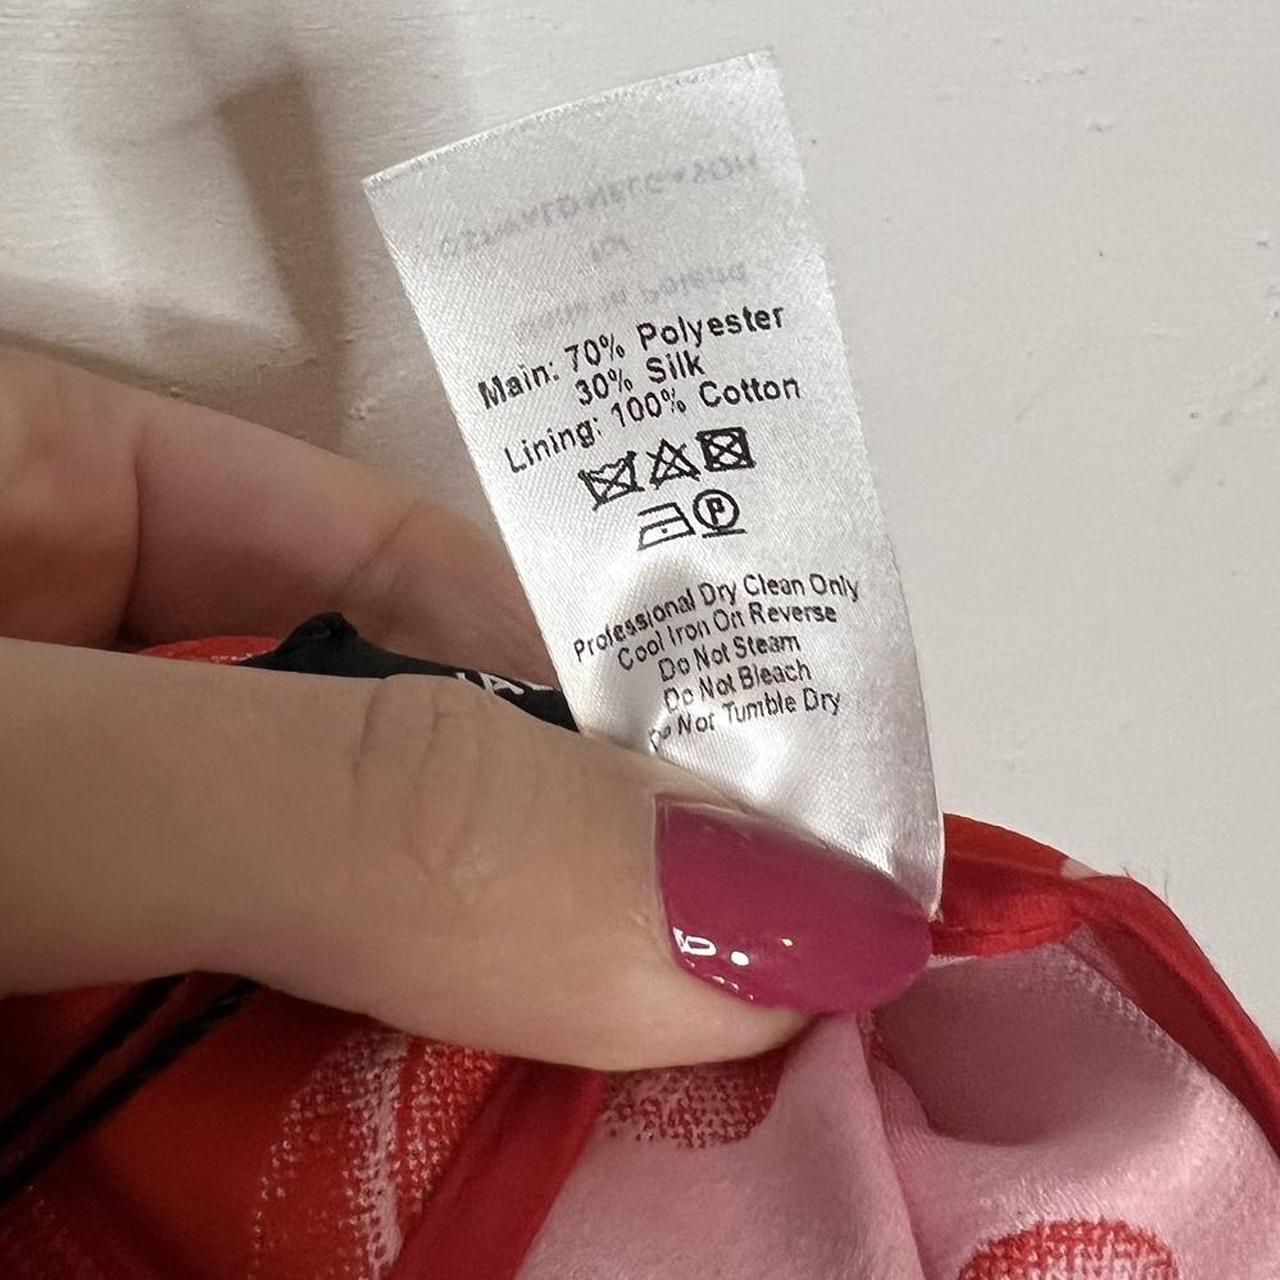 Main: 70% Polyester
30% Silk
Lining: 100% Cotton
P
Professional Dry Clean Only
Cool Iron On Reverse
Do Not Steam
Do Not Bleach
Do Not Tumble Dry